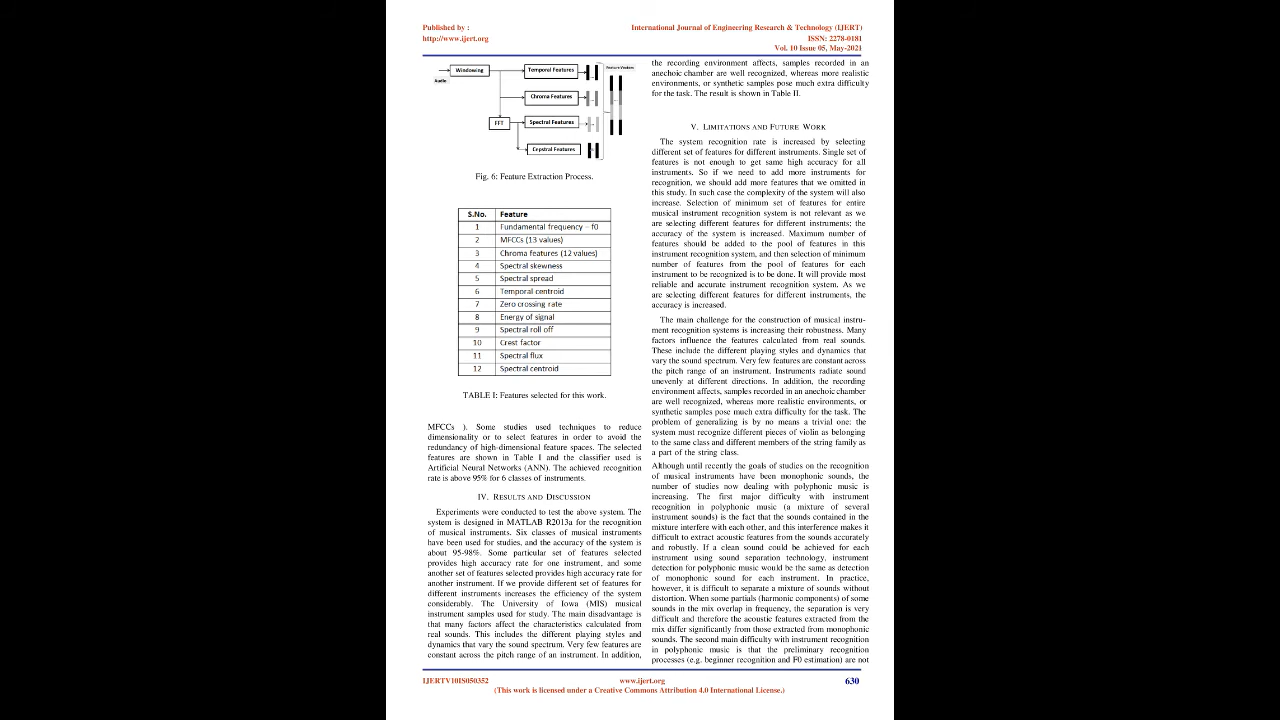 Published by :
http://www.ijert.org
International Journal of Engineering Research & Technology (IJERT)
ISSN: 2278-0181
Vol. 10 Issue 05, May-2021
Audio
Windowing
FFT
Temporal Features
Chroma Features
Spectral Features
Cepstral Features
Feature Vectors
Fig. 6: Feature Extraction Process.
S.No. Feature
1 Fundamental frequency – f0
2 MFCCs (13 values)
3 Chroma features (12 values)
4 Spectral skewness
5 Spectral spread
6 Temporal centroid
7 Zero crossing rate
8 Energy of signal
9 Spectral roll off
10 Crest factor
11 Spectral flux
12 Spectral centroid
TABLE I: Features selected for this work.
MFCCs ). Some studies used techniques to reduce
dimensionality or to select features in order to avoid the
redundancy of high-dimensional feature spaces. The selected
features are shown in Table I and the classifier used is
Artificial Neural Networks (ANN). The achieved recognition
rate is above 95% for 6 classes of instruments.
IV. RESULTS AND DISCUSSION
Experiments were conducted to test the above system. The
system is designed in MATLAB R2013a for the recognition
of musical instruments. Six classes of musical instruments
have been used for studies, and the accuracy of the system is
about 95-98%. Some particular set of features selected
provides high accuracy rate for one instrument, and some
another set of features selected provides high accuracy rate for
another instrument. If we provide different set of features for
different instruments increases the efficiency of the system
considerably. The University of Iowa (MIS) musical
instrument samples used for study. The main disadvantage is
that many factors affect the characteristics calculated from
real sounds. This includes the different playing styles and
dynamics that vary the sound spectrum. Very few features are
constant across the pitch range of an instrument. In addition,
the recording environment affects, samples recorded in an
anechoic chamber are well recognized, whereas more realistic
environments, or synthetic samples pose much extra difficulty
for the task. The result is shown in Table II.
V. LIMITATIONS AND FUTURE WORK
The system recognition rate is increased by selecting
different set of features for different instruments. Single set of
features is not enough to get same high accuracy for all
instruments. So if we need to add more instruments for
recognition, we should add more features that we omitted in
this study. In such case the complexity of the system will also
increase. Selection of minimum set of features for entire
musical instrument recognition system is not relevant as we
are selecting different features for different instruments; the
accuracy of the system is increased. Maximum number of
features should be added to the pool of features in this
instrument recognition system, and then selection of minimum
number of features from the pool of features for each
instrument to be recognized is to be done. It will provide most
reliable and accurate instrument recognition system. As we
are selecting different features for different instruments, the
accuracy is increased.
The main challenge for the construction of musical instru-
ment recognition systems is increasing their robustness. Many
factors influence the features calculated from real sounds.
These include the different playing styles and dynamics that
vary the sound spectrum. Very few features are constant across
the pitch range of an instrument. Instruments radiate sound
unevenly at different directions. In addition, the recording
environment affects, samples recorded in an anechoic chamber
are well recognized, whereas more realistic environments, or
synthetic samples pose much extra difficulty for the task. The
problem of generalizing is by no means a trivial one: the
system must recognize different pieces of violin as belonging
to the same class and different members of the string family as
a part of the string class.
Although until recently the goals of studies on the recognition
of musical instruments have been monophonic sounds, the
number of studies now dealing with polyphonic music is
increasing. The first major difficulty with instrument
recognition in polyphonic music (a mixture of several
instrument sounds) is the fact that the sounds contained in the
mixture interfere with each other, and this interference makes it
difficult to extract acoustic features from the sounds accurately
and robustly. If a clean sound could be achieved for each
instrument using sound separation technology, instrument
detection for polyphonic music would be the same as detection
of monophonic sound for each instrument. In practice,
however, it is difficult to separate a mixture of sounds without
distortion. When some partials (harmonic components) of some
sounds in the mix overlap in frequency, the separation is very
difficult and therefore the acoustic features extracted from the
mix differ significantly from those extracted from monophonic
sounds. The second main difficulty with instrument recognition
in polyphonic music is that the preliminary recognition
processes (e.g. beginner recognition and F0 estimation) are not
IJERTV10IS050352
www.ijert.org
630
(This work is licensed under a Creative Commons Attribution 4.0 International License.)